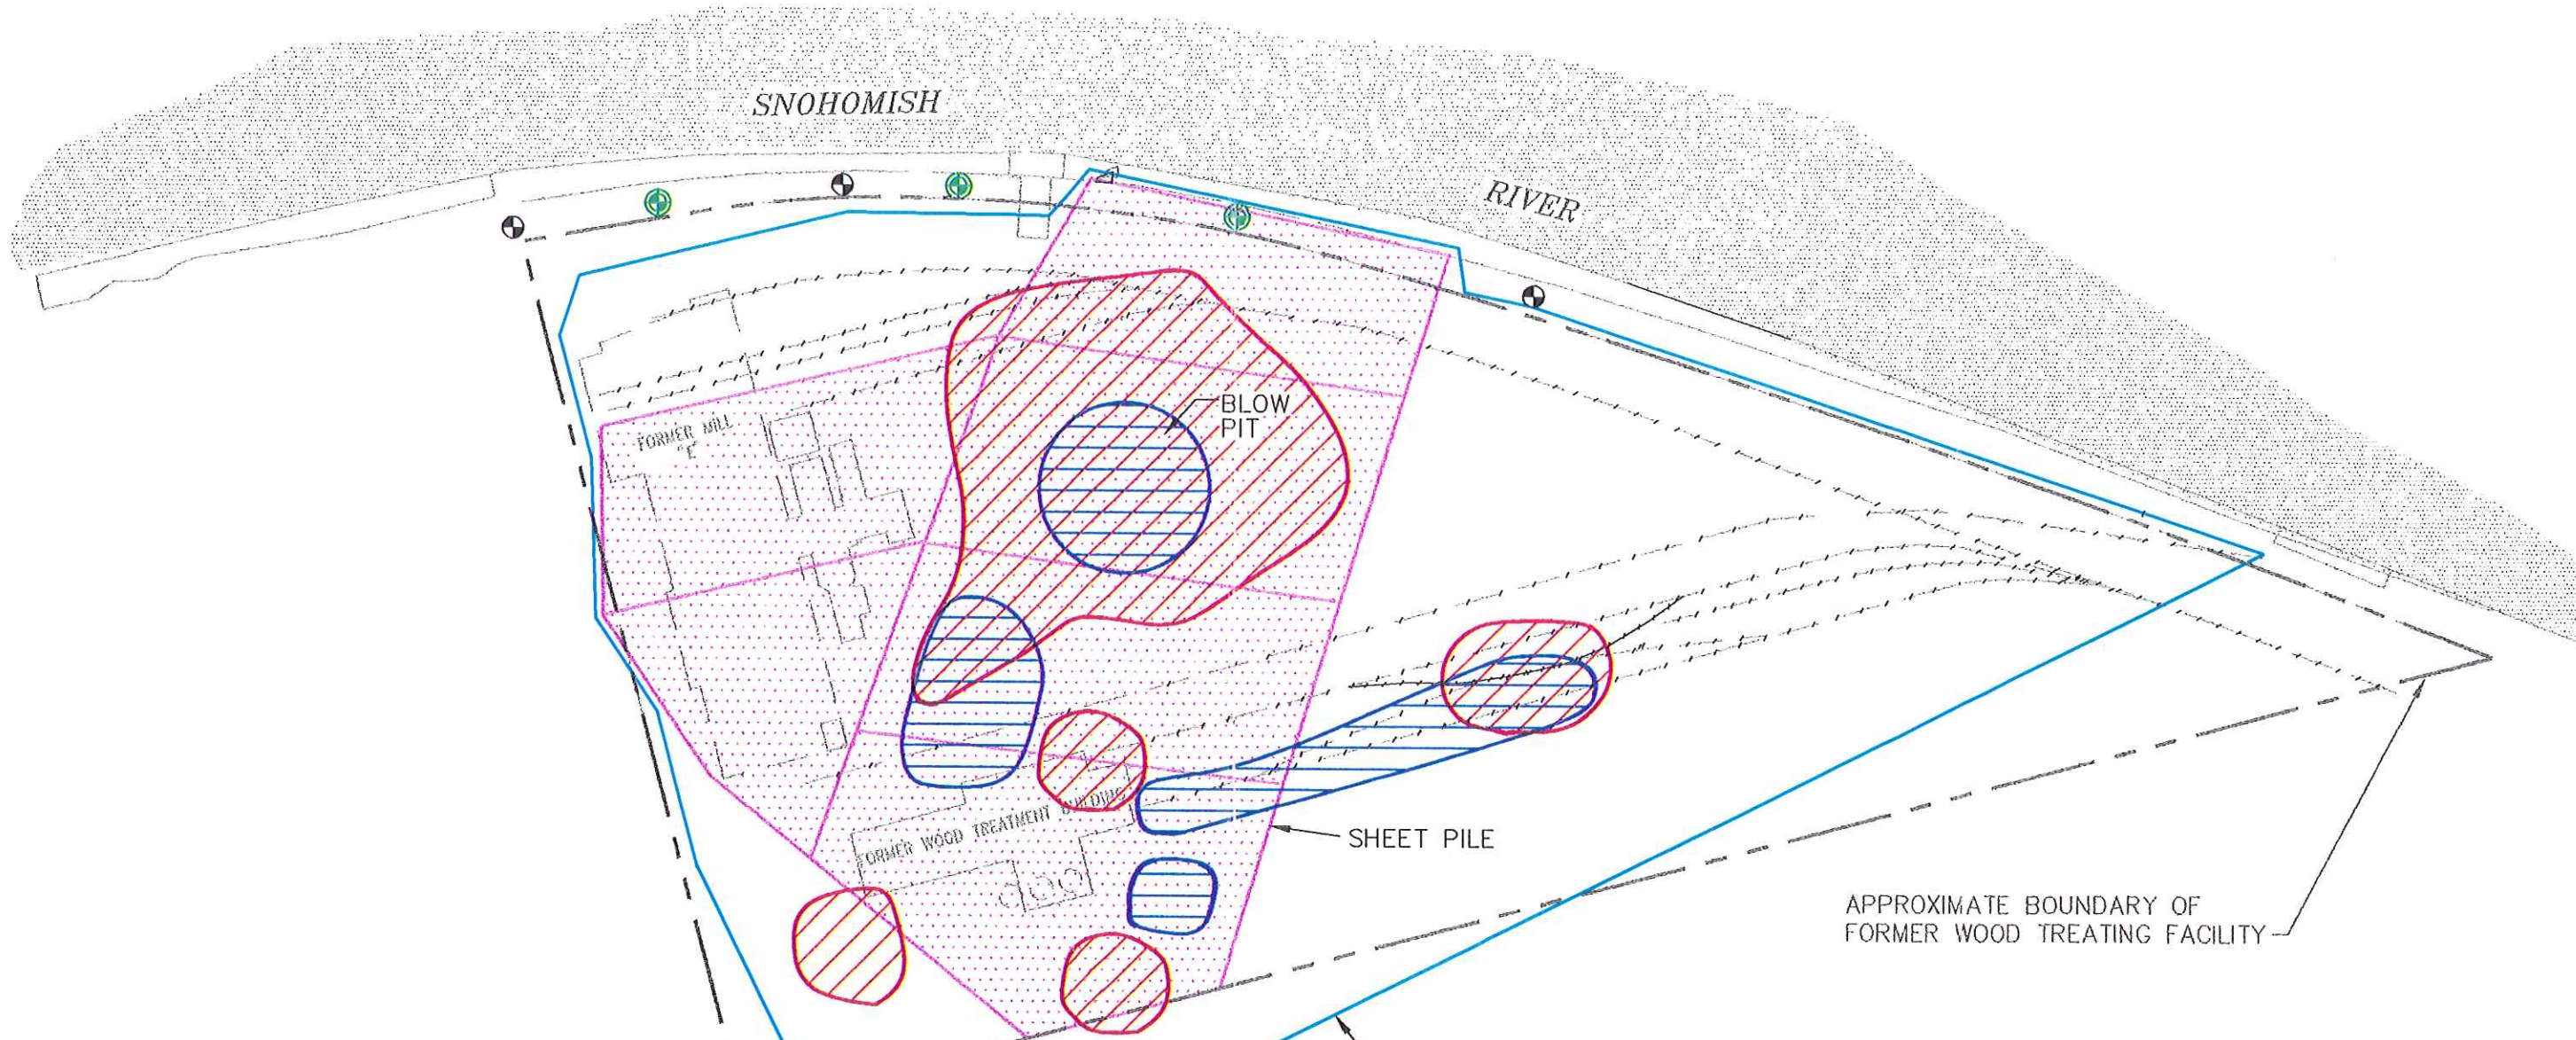 SNOHOMISH
RIVER
BLOW
PIT
FORMER MILL
"E"
FORMER WOOD TREATMENT BUILDING
SHEET PILE
APPROXIMATE BOUNDARY OF
FORMER WOOD TREATING FACILITY